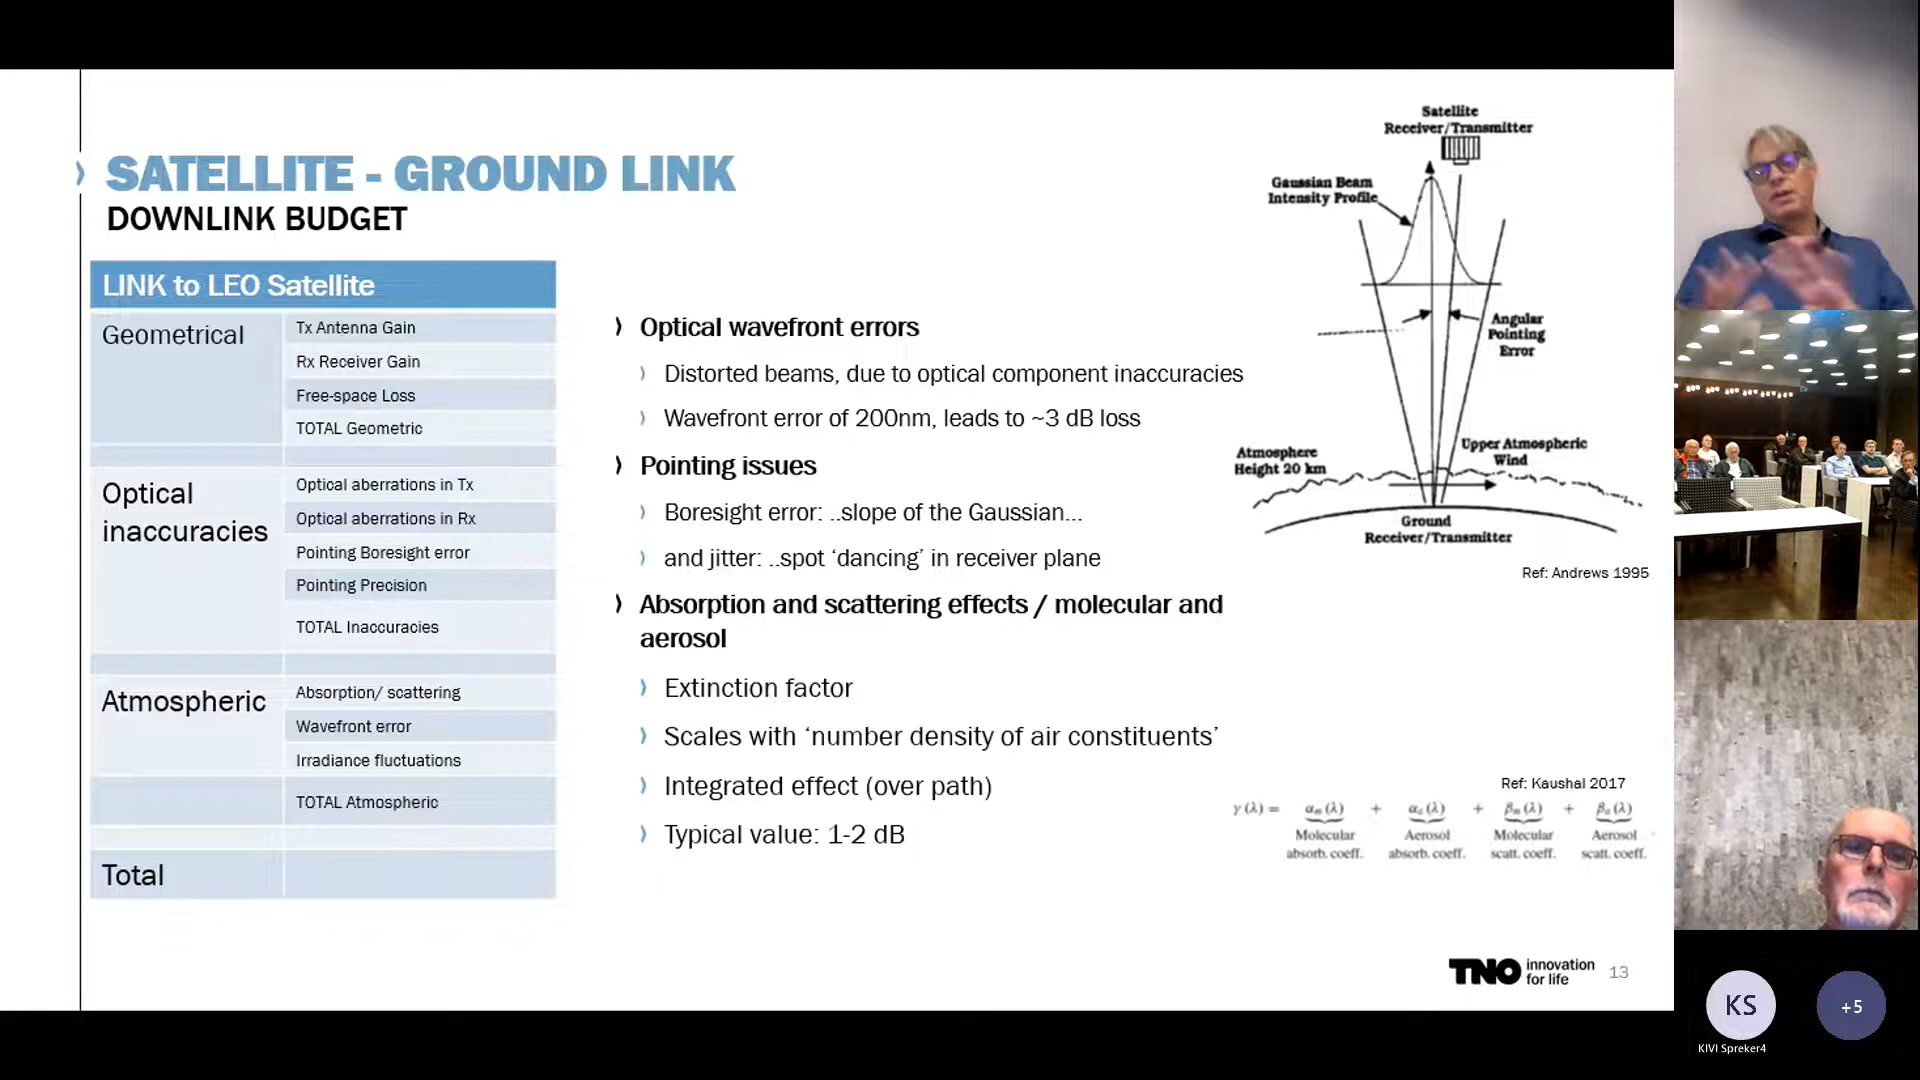 SATELLITE - GROUND LINK
DOWNLINK BUDGET
LINK to LEO Satellite
Geometrical
Tx Antenna Gain
Rx Receiver Gain
Free-space Loss
TOTAL Geometric
Optical
inaccuracies
Optical aberrations in Tx
Optical aberrations in Rx
Pointing Boresight error
Pointing Precision
TOTAL Inaccuracies
Atmospheric
Absorption/ scattering
Wavefront error
Irradiance fluctuations
TOTAL Atmospheric
Total
Optical wavefront errors
Distorted beams, due to optical component inaccuracies
Wavefront error of 200nm, leads to ~3 dB loss
Pointing issues
Boresight error: ..slope of the Gaussian...
and jitter: ..spot ‘dancing’ in receiver plane
Absorption and scattering effects / molecular and
aerosol
Extinction factor
Scales with ‘number density of air constituents’
Integrated effect (over path)
Typical value: 1-2 dB
Satellite
Receiver/Transmitter
Gaussian Beam
Intensity Profile
Angular
Pointing
Error
Atmosphere
Height 20 km
Upper Atmospheric
Wind
Ground
Receiver/Transmitter
Ref: Andrews 1995
Ref: Kaushal 2017
γ(λ) = αm(λ) + αa(λ) + βm(λ) + βa(λ)
Molecular Aerosol Molecular Aerosol
absorb. coeff. absorb. coeff. scatt. coeff. scatt. coeff.
TNO innovation
for life
13
KS
+5
KIVI Spreker4